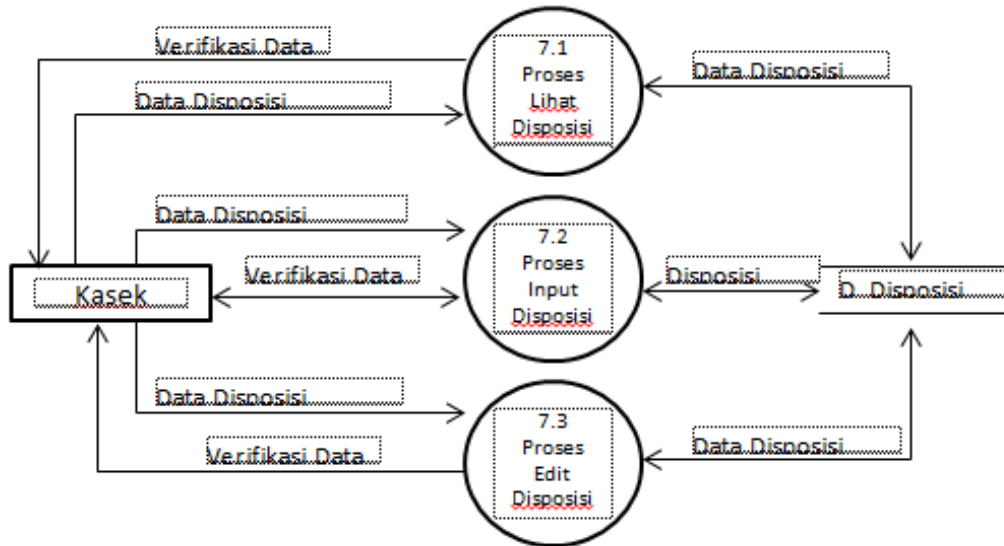 Verifikasi Data
Data Disposisi
7.1
Proses
Lihat
Disposisi
Data Disposisi
Data Disposisi
Verifikasi Data
7.2
Proses
Input
Disposisi
Disposisi
Kasek
D Disposisi
Data Disposisi
Verifikasi Data
7.3
Proses
Edit
Disposisi
Data Disposisi